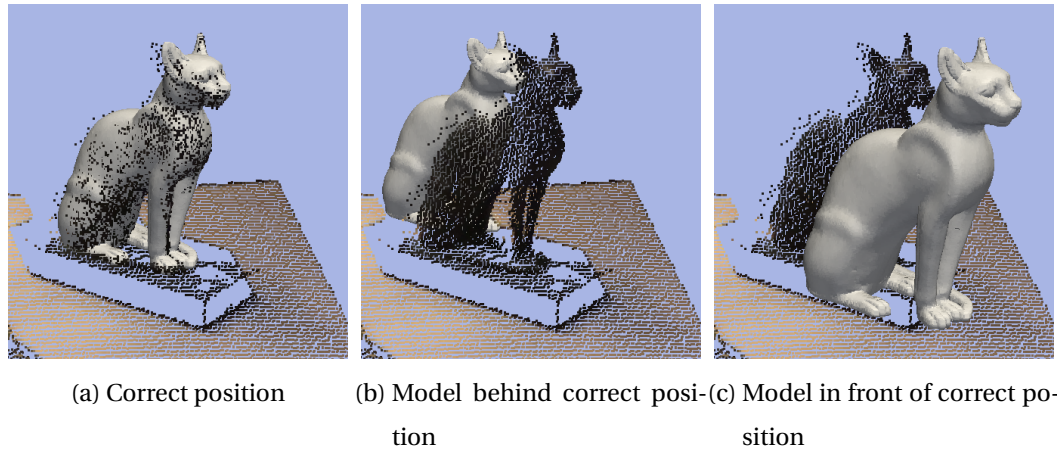 (a) Correct position
(b) Model behind correct posi-
tion
(c) Model in front of correct po-
sition